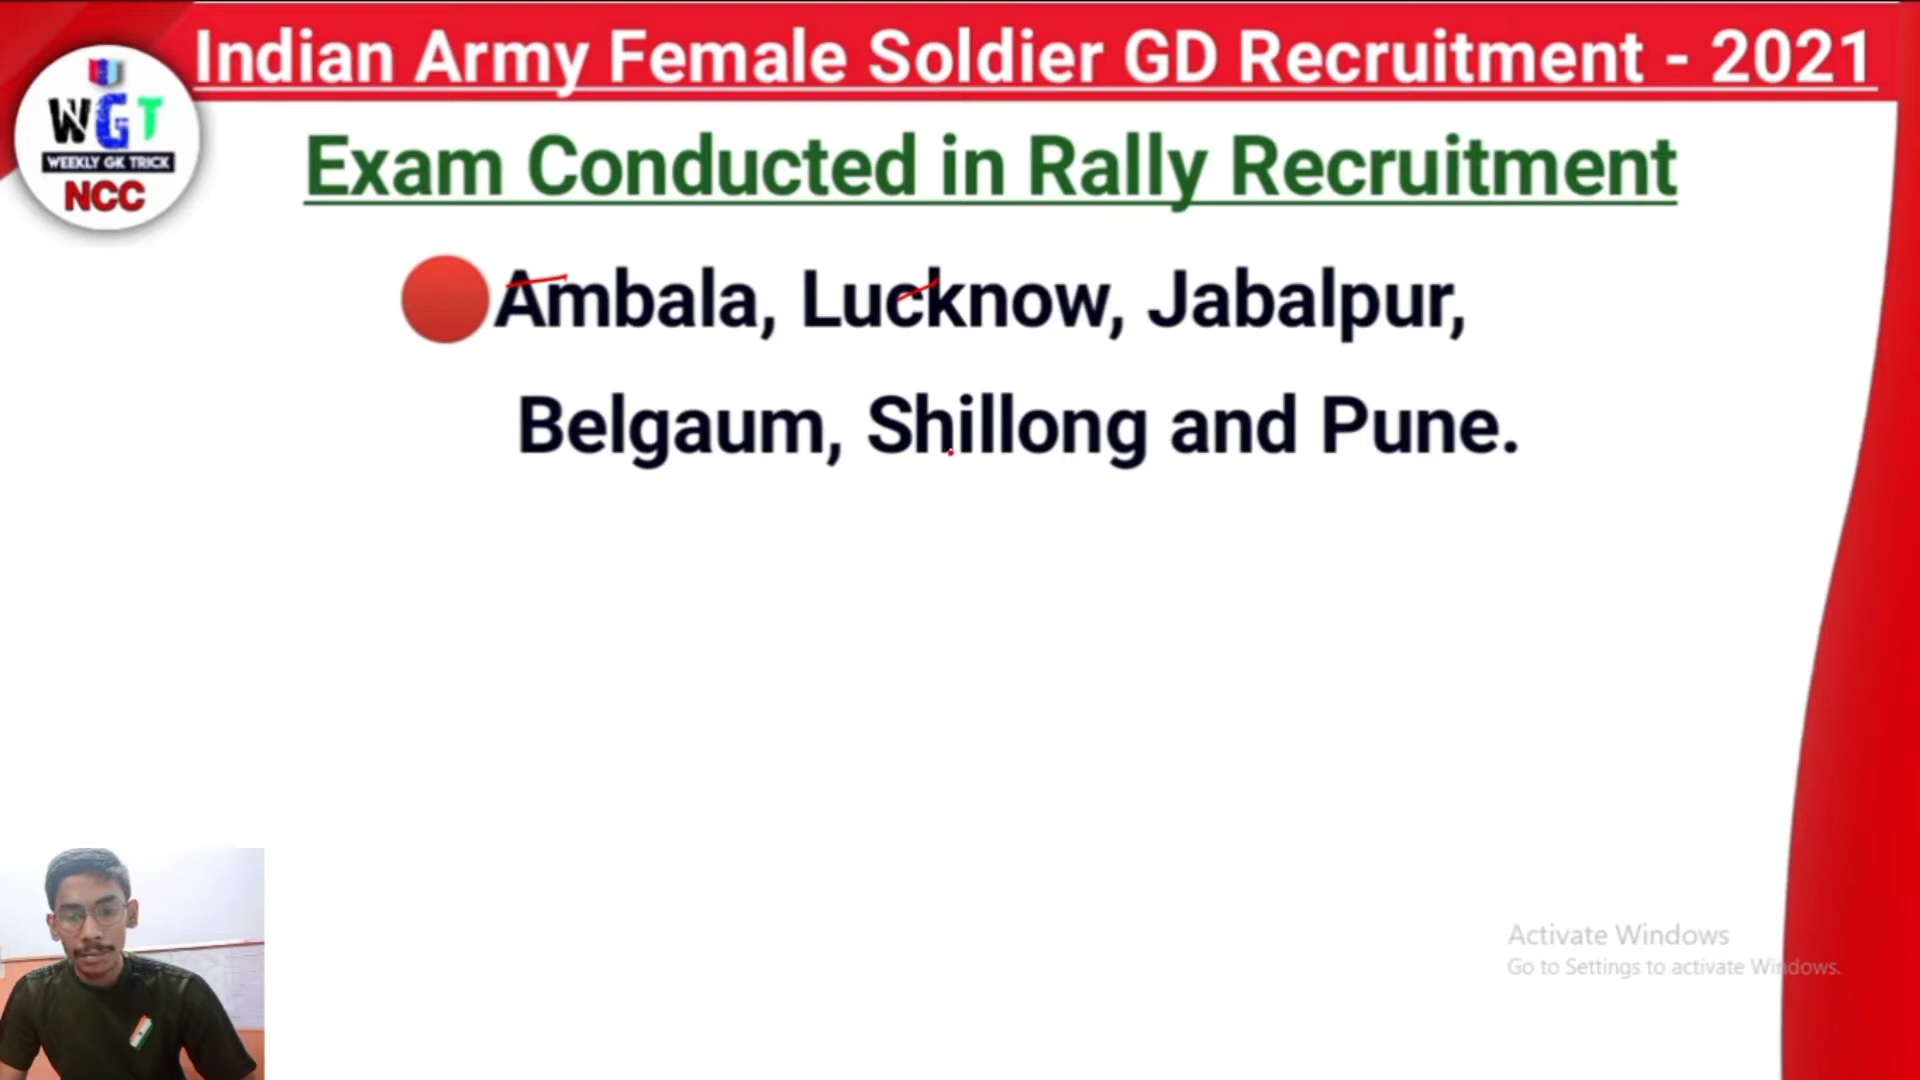 Indian Army Female Soldier GD Recruitment - 2021
WGT
WEEKLY GK TRICK
NCC
Exam Conducted in Rally Recruitment
Ambala, Lucknow, Jabalpur,
Belgaum, Shillong and Pune.
Activate Windows
Go to Settings to activate Windows.